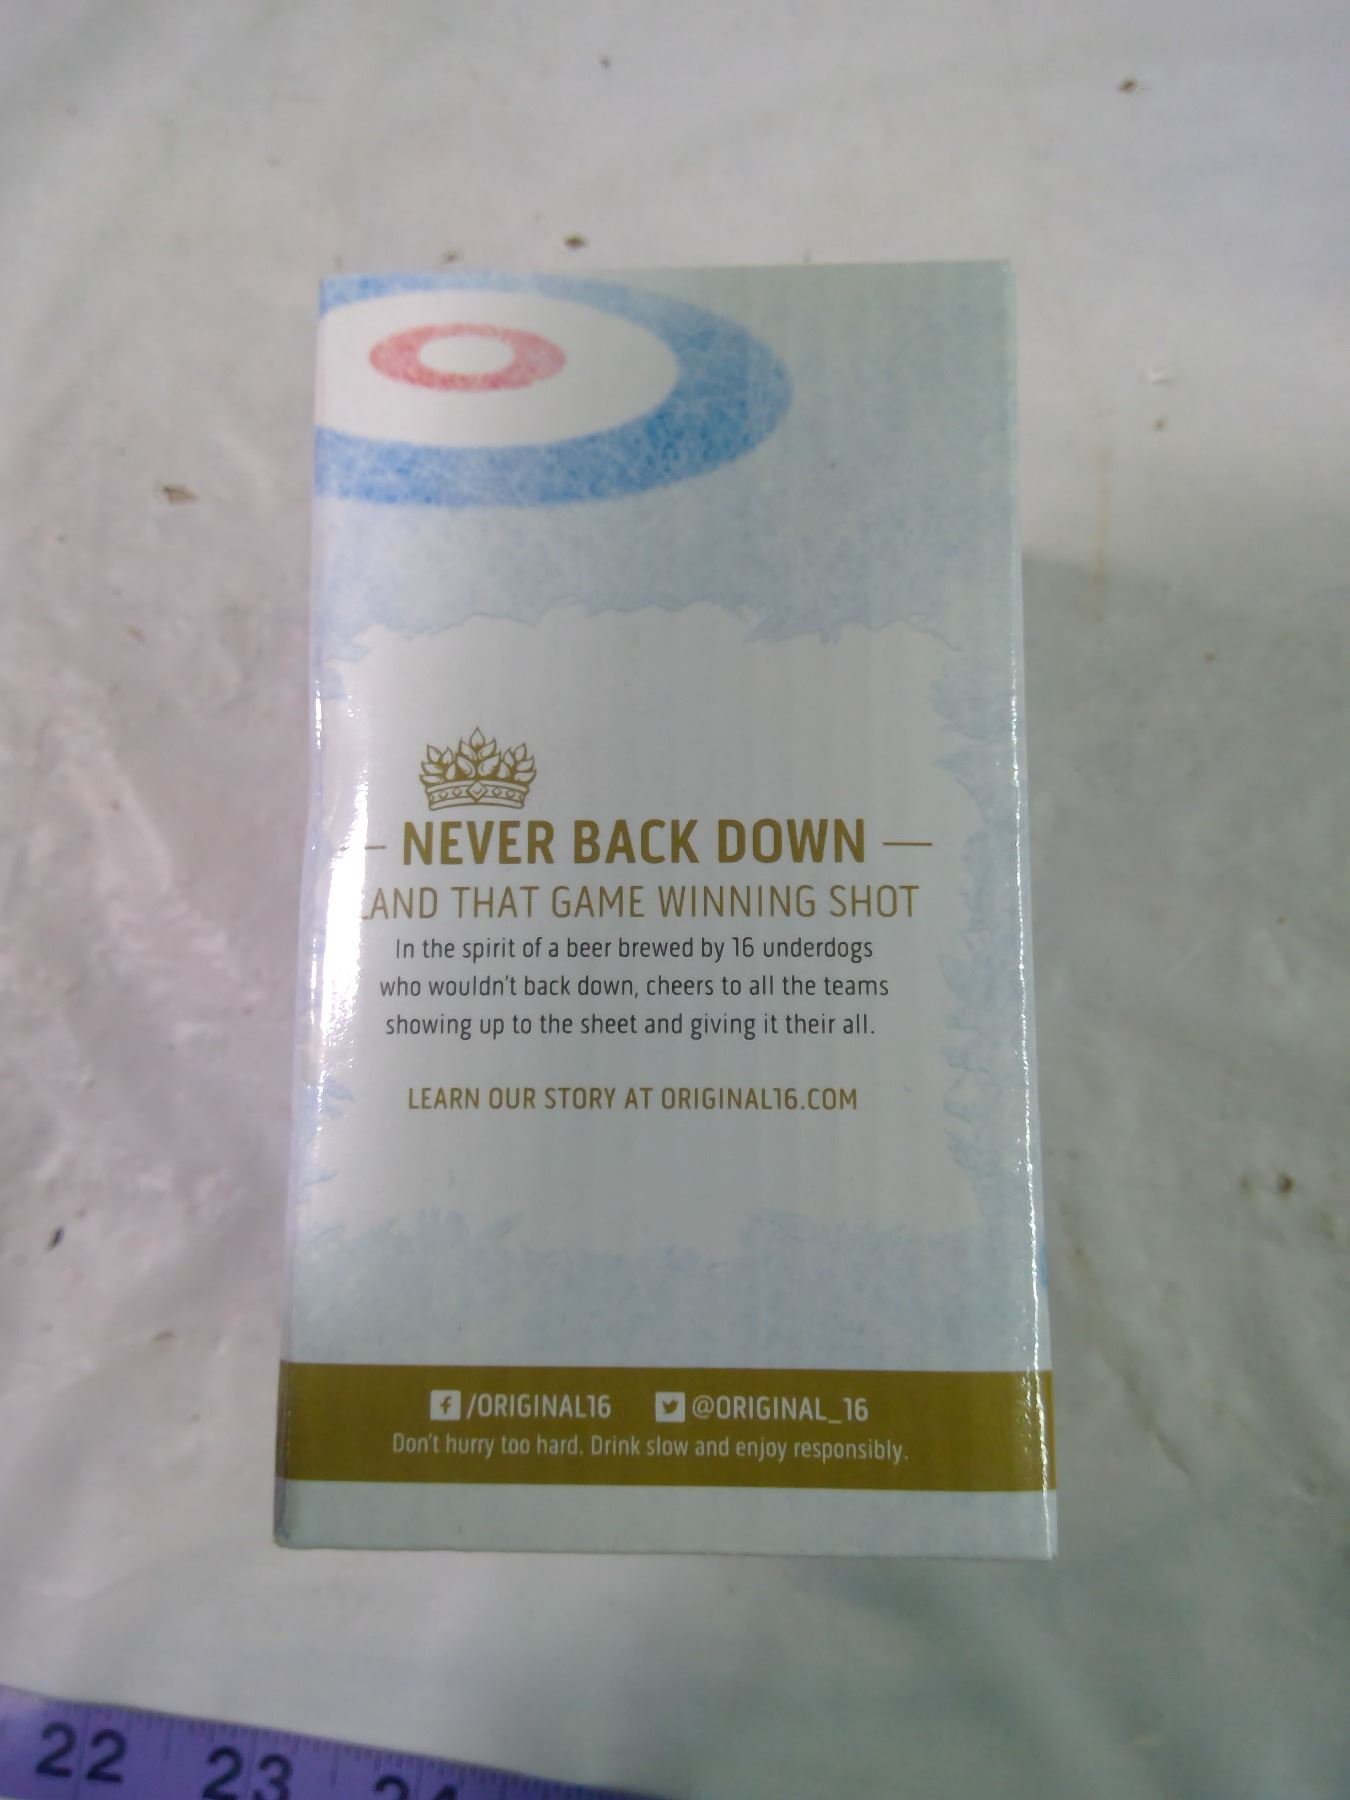 NEVER BACK DOWN
AND THAT GAME WINNING SHOT
In the spirit of a beer brewed by 16 underdogs
who wouldn't back down, cheers to all the teams
showing up to the sheet and giving it their all.
LEARN OUR STORY AT ORIGINAL16.COM
/ORIGINAL16 @ORIGINAL_16
Don't hurry too hard. Drink slow and enjoy responsibly.
22 23 24